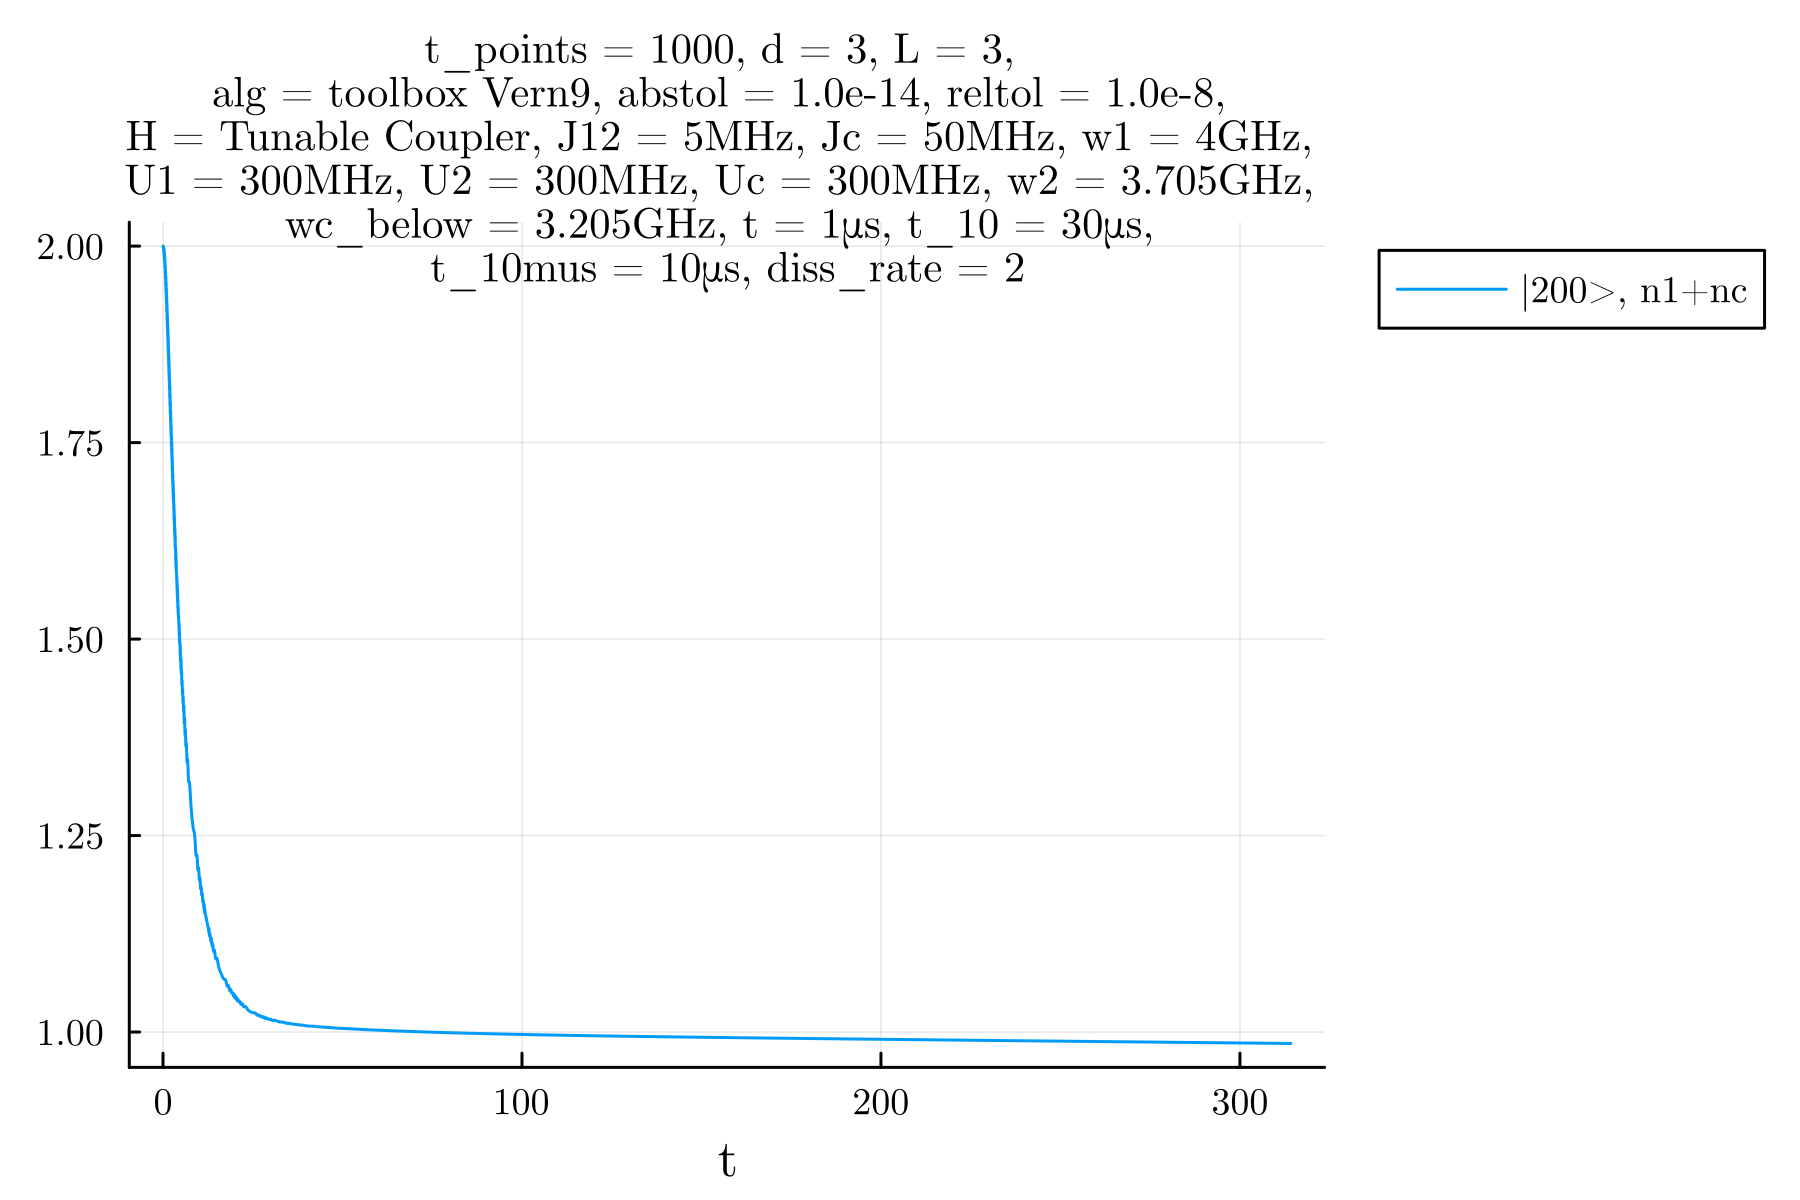 t_points = 1000, d = 3, L = 3,
alg = toolbox Vern9, abstol = 1.0e-14, reltol = 1.0e-8,
H = Tunable Coupler, J12 = 5MHz, Jc = 50MHz, w1 = 4GHz,
U1 = 300MHz, U2 = 300MHz, Uc = 300MHz, w2 = 3.705GHz,
wc_below = 3.205GHz, t = 1μs, t_10 = 30μs,
t_10mus = 10μs, diss_rate = 2
2.00
1.75
1.50
1.25
1.00
0
100
200
300
t
|200>, n1+nc